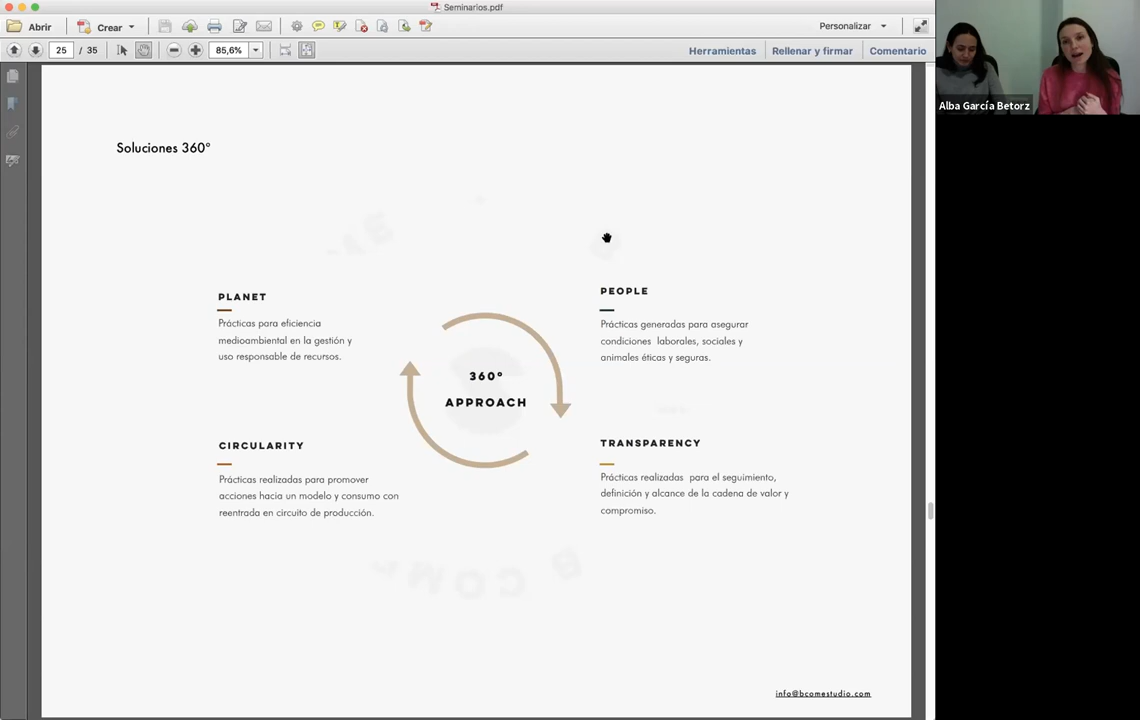 Seminarios.pdf
Abrir
Crear
Personalizar
25 / 35
85,6%
Herramientas
Rellenar y firmar
Comentario
Alba García Betorz
Soluciones 360º
PLANET
Prácticas para eficiencia
medioambiental en la gestión y
uso responsable de recursos.
PEOPLE
Prácticas generadas para asegurar
condiciones laborales, sociales y
animales éticas y seguras.
360º
APPROACH
CIRCULARITY
Prácticas realizadas para promover
acciones hacia un modelo y consumo con
reentrada en circuito de producción.
TRANSPARENCY
Prácticas realizadas para el seguimiento,
definición y alcance de la cadena de valor y
compromiso.
B COM
info@bcomestudio.com